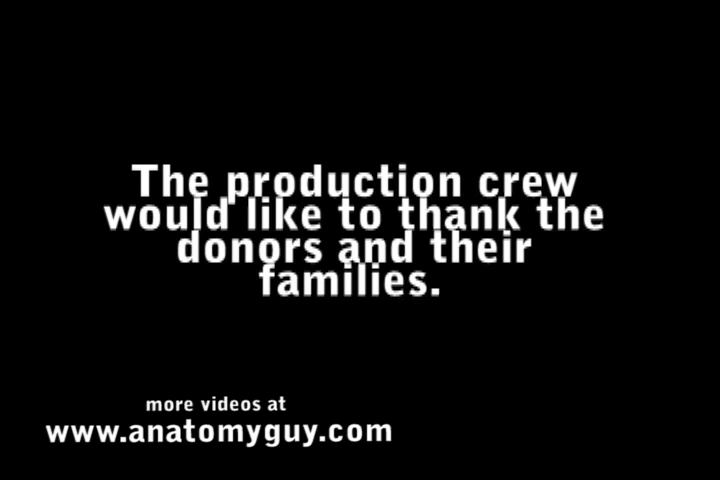 The production crew
would like to thank the
donors and their
families.
more videos at
www.anatomyguy.com